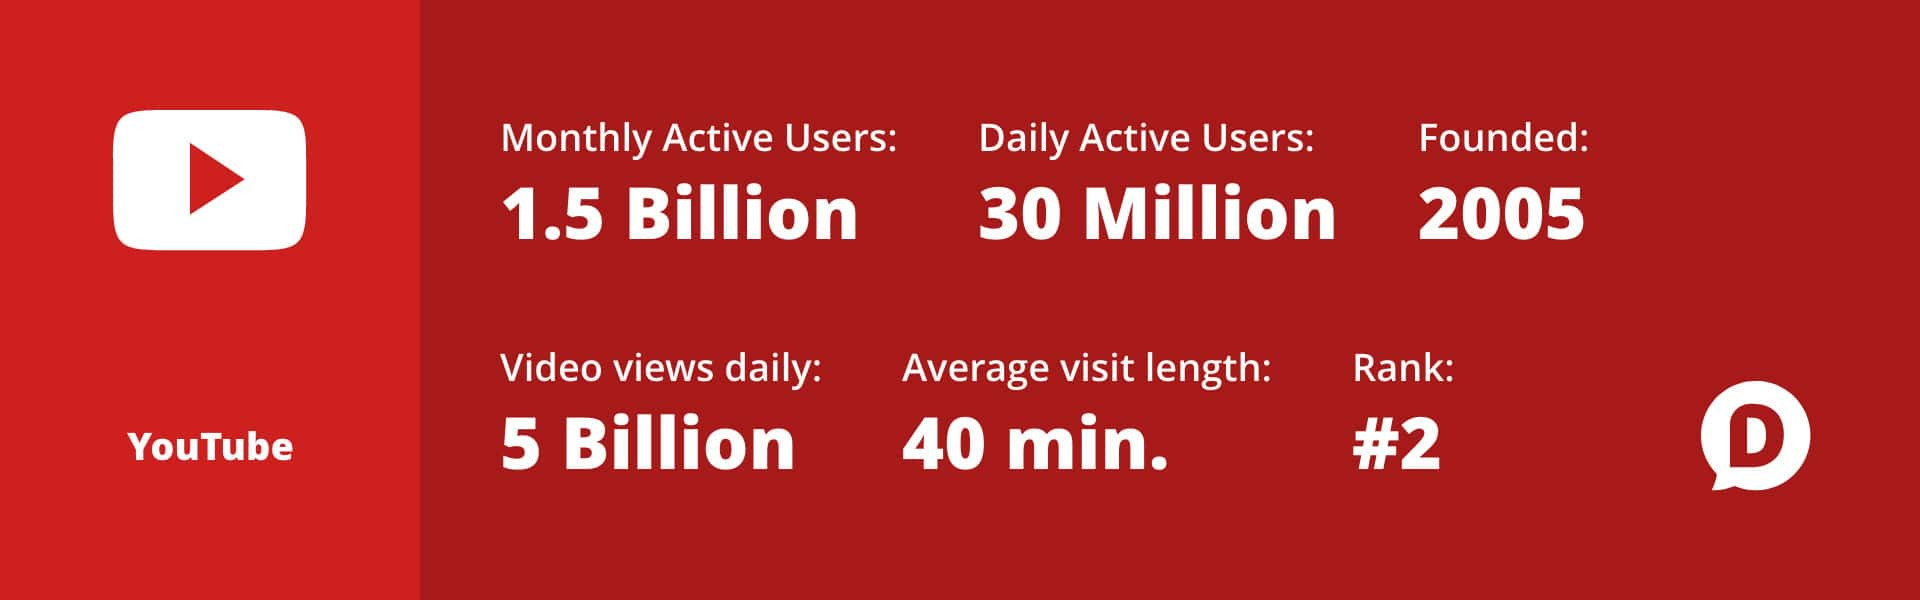 Monthly Active Users:
1.5 Billion
Daily Active Users:
30 Million
Founded:
2005
Video views daily:
5 Billion
Average visit length:
40 min.
Rank:
#2
YouTube
D